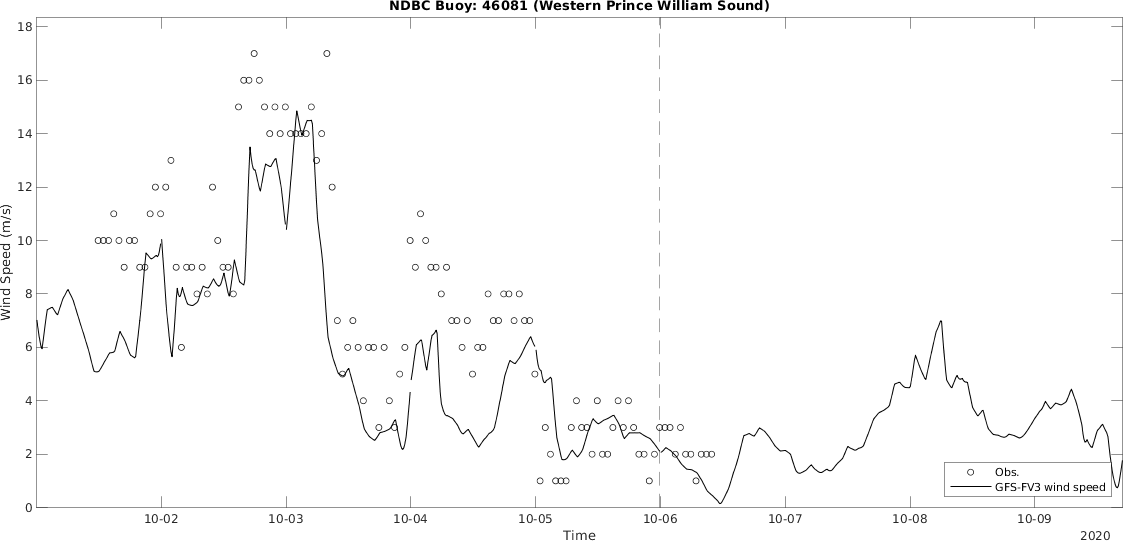 NDBC Buoy: 46081 (Western Prince William Sound)
18
16
14
12
10
8
6
4
2
0
Wind Speed (m/s)
10-02 10-03 10-04 10-05 10-06 10-07 10-08 10-09
Time
2020
Obs.
GFS-FV3 wind speed